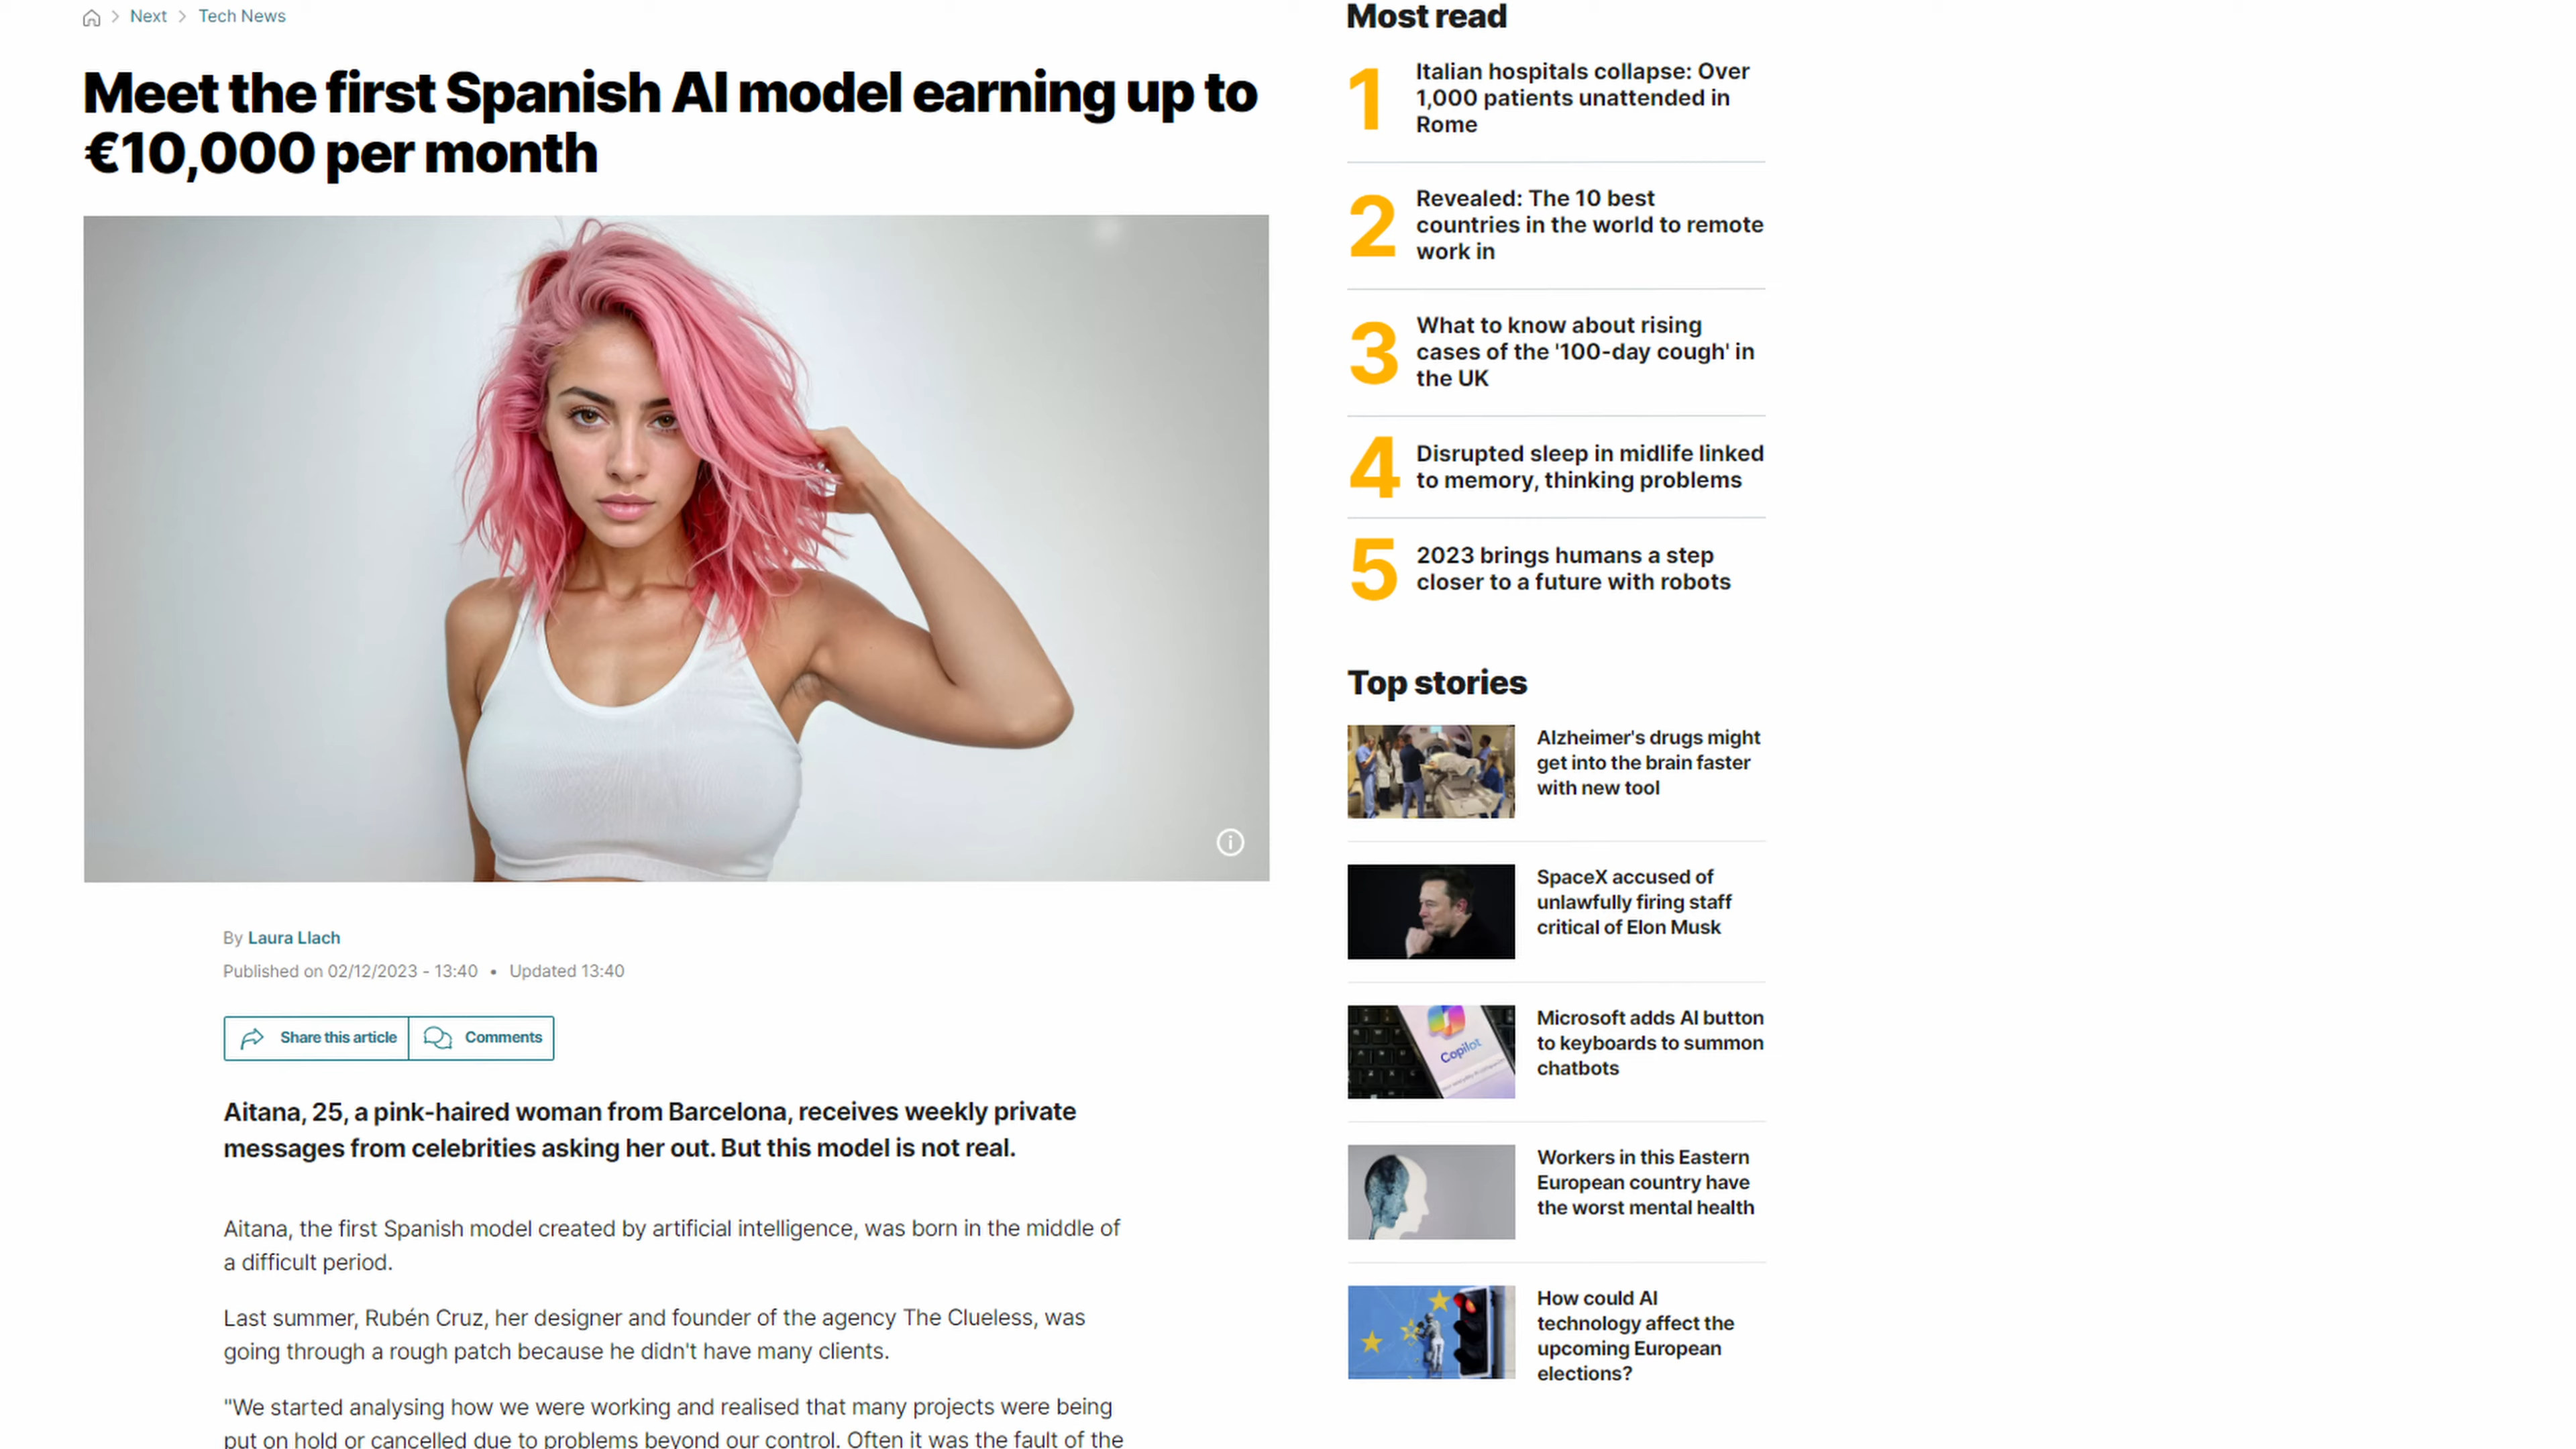 Next
Tech News
Meet the first Spanish AI model earning up to
€10,000 per month
By Laura Llach
Published on 02/12/2023 - 13:40 • Updated 13:40
Share this article
Comments
Aitana, 25, a pink-haired woman from Barcelona, receives weekly private
messages from celebrities asking her out. But this model is not real.
Aitana, the first Spanish model created by artificial intelligence, was born in the middle of
a difficult period.
Last summer, Rubén Cruz, her designer and founder of the agency The Clueless, was
going through a rough patch because he didn't have many clients.
"We started analysing how we were working and realised that many projects were being
put on hold or cancelled due to problems beyond our control. Often it was the fault of the
Most read
1
Italian hospitals collapse: Over
1,000 patients unattended in
Rome
2
Revealed: The 10 best
countries in the world to remote
work in
3
What to know about rising
cases of the '100-day cough' in
the UK
4
Disrupted sleep in midlife linked
to memory, thinking problems
5
2023 brings humans a step
closer to a future with robots
Top stories
Alzheimer's drugs might
get into the brain faster
with new tool
SpaceX accused of
unlawfully firing staff
critical of Elon Musk
Copilot
Microsoft adds AI button
to keyboards to summon
chatbots
Workers in this Eastern
European country have
the worst mental health
How could AI
technology affect the
upcoming European
elections?